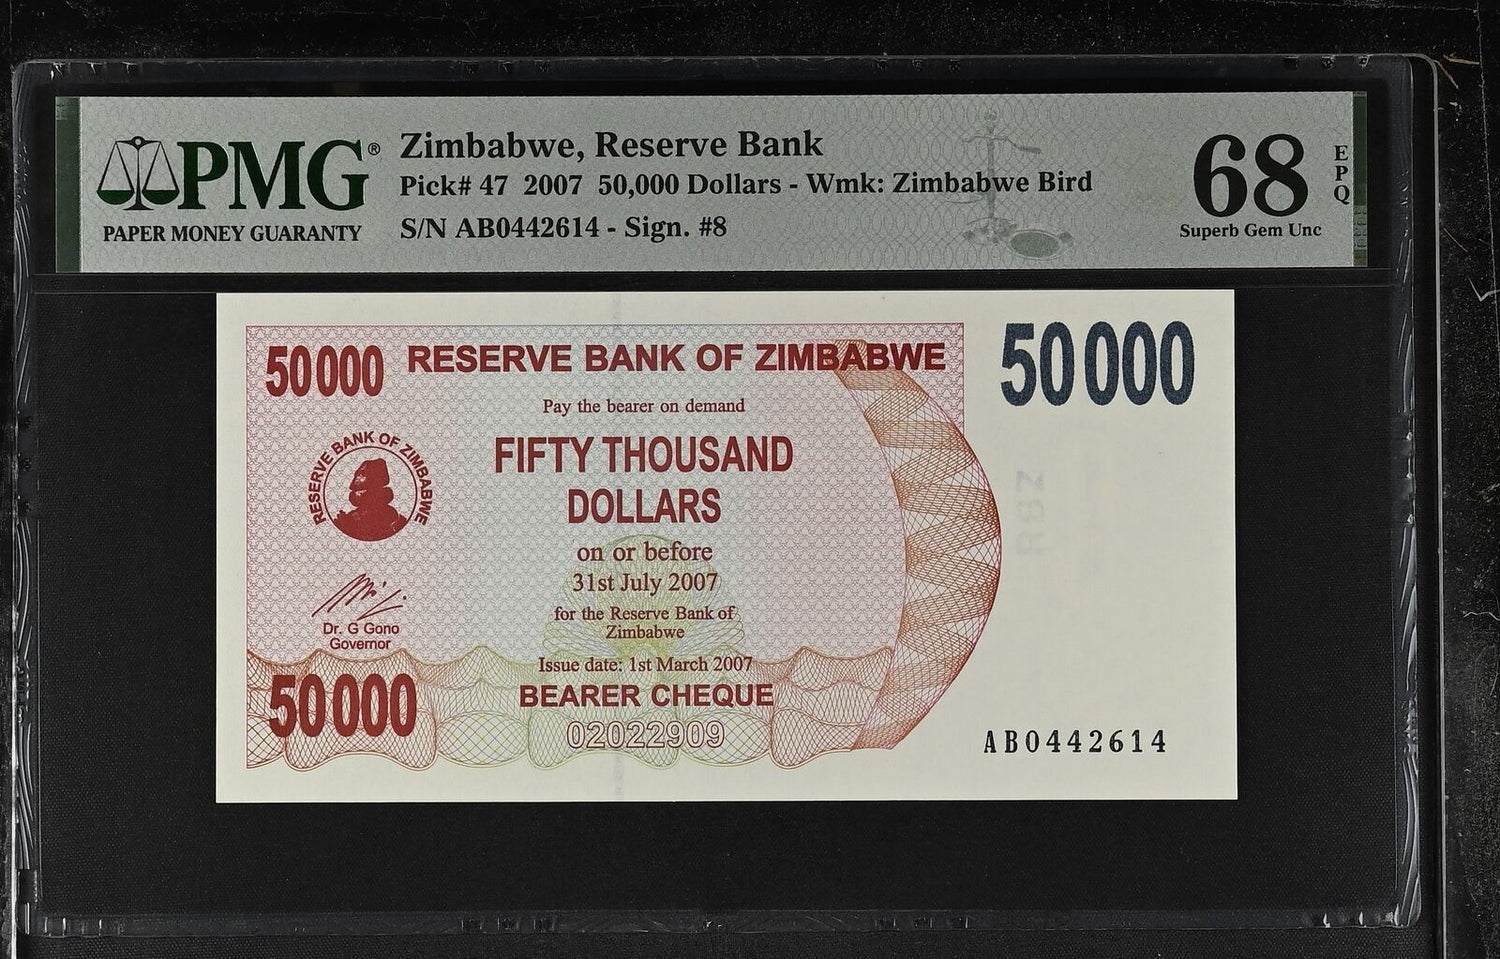 PMG®
PAPER MONEY GUARANTY
Zimbabwe, Reserve Bank
Pick# 47 2007 50,000 Dollars - Wmk: Zimbabwe Bird
S/N AB0442614 - Sign. #8
68
EPQ
Superb Gem Unc
50000
RESERVE BANK OF ZIMBABWE
50000
Pay the bearer on demand
FIFTY THOUSAND
DOLLARS
RESERVE BANK OF ZIMBABWE
on or before
31st July 2007
for the Reserve Bank of
Zimbabwe
Dr. G Gono
Governor
Issue date: 1st March 2007
50000
BEARER CHEQUE
02022909
AB0442614
RBZ